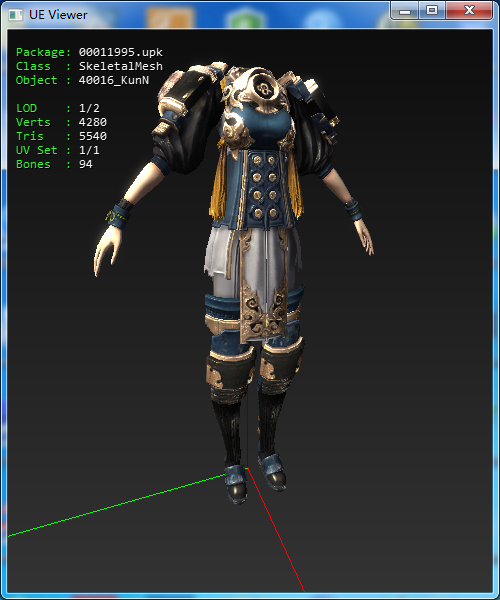 UE Viewer
Package: 00011995.upk
Class  : SkeletalMesh
Object : 40016_KunN
LOD    : 1/2
Verts  : 4280
Tris   : 5540
UV Set : 1/1
Bones  : 94